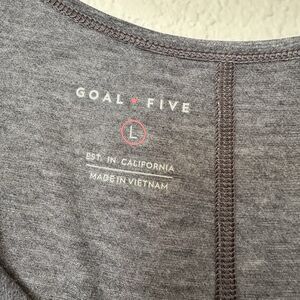 GOAL • FIVE
L
EST. IN CALIFORNIA
MADE IN VIETNAM